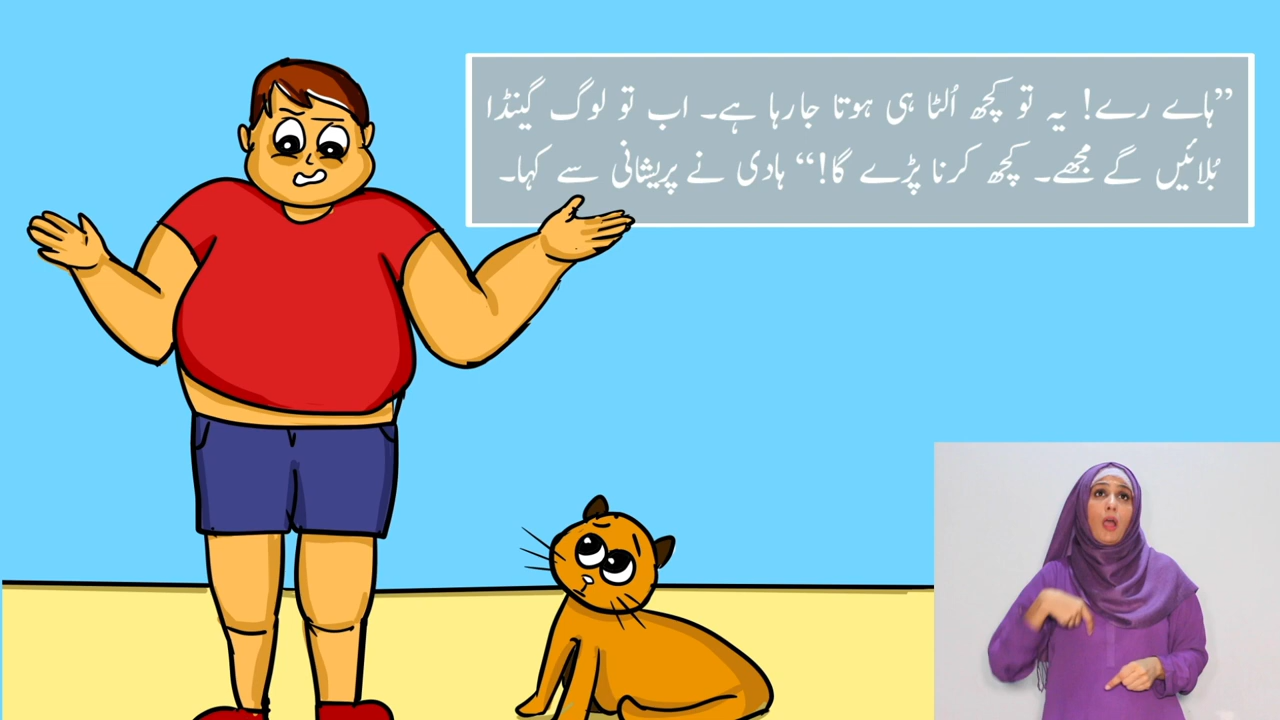 ”ہاے رے! یہ تو کچھ اُلٹا ہی ہوتا جارہا ہے۔ اب تو لوگ گینڈا
بُلائیں گے مجھے۔ کچھ کرنا پڑے گا!“ ہادی نے پریشانی سے کہا۔